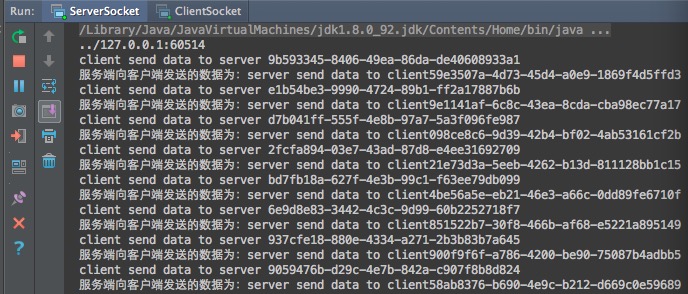 Run: ServerSocket ClientSocket
/Library/Java/JavaVirtualMachines/jdk1.8.0_92.jdk/Contents/Home/bin/java ...
../127.0.0.1:60514
client send data to server 9b593345-8406-49ea-86da-de40608933a1
服务端向客户端发送的数据为：server send data to client59e3507a-4d73-45d4-a0e9-1869f4d5ffd3
client send data to server e1b54be3-9990-4724-89b1-ff2a17887b6b
服务端向客户端发送的数据为：server send data to client9e1141af-6c8c-43ea-8cda-cba98ec77a17
client send data to server d7b041ff-555f-4e8b-97a7-5a3f096fe987
服务端向客户端发送的数据为：server send data to client098ce8c6-9d39-42b4-bf02-4ab53161cf2b
client send data to server 2fcfa894-03e7-43ad-87d8-e4ee31692709
服务端向客户端发送的数据为：server send data to client21e73d3a-5eeb-4262-b13d-811128bb1c15
client send data to server bd7fb18a-627f-4e3b-99c1-f63ee79db099
服务端向客户端发送的数据为：server send data to client4be56a5e-eb21-46e3-a66c-0dd89fe6710f
client send data to server 6e9d8e83-3442-4c3c-9d99-60b2252718f7
服务端向客户端发送的数据为：server send data to client851522b7-30f8-466b-af68-e5221a895149
client send data to server 937cfe18-880e-4334-a271-2b3b83b7a645
服务端向客户端发送的数据为：server send data to client900f9f6f-a786-4200-be90-75087b4adbb5
client send data to server 9059476b-d29c-4e7b-842a-c907f8b8d824
服务端向客户端发送的数据为：server send data to client58ab8376-b690-4e9c-b212-d669c0e59689